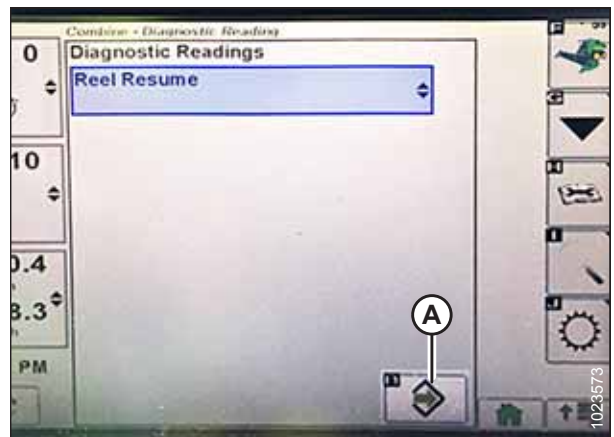 Combine - Diagnostic Reading
Diagnostic Readings
Reel Resume
0
10
0.4
8.3
PM
A
1023573